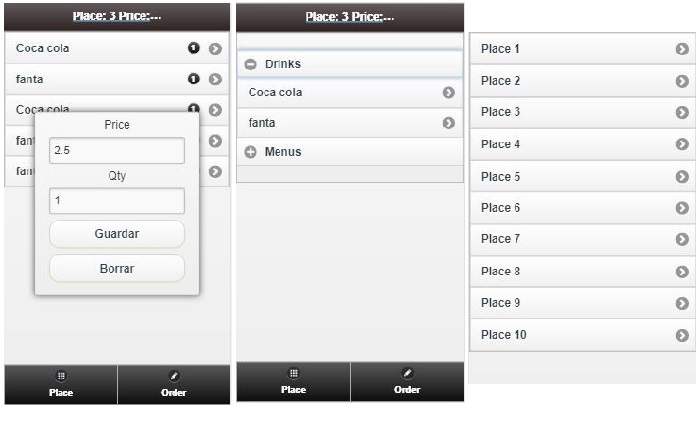 Place: 3 Price:...
Coca cola 1
fanta 1
Coca cola 1
fan
fan
Price
2.5
Qty
1
Guardar
Borrar
Place
Order
Place: 3 Price:...
Drinks
Coca cola
fanta
Menus
Place
Order
Place 1
Place 2
Place 3
Place 4
Place 5
Place 6
Place 7
Place 8
Place 9
Place 10